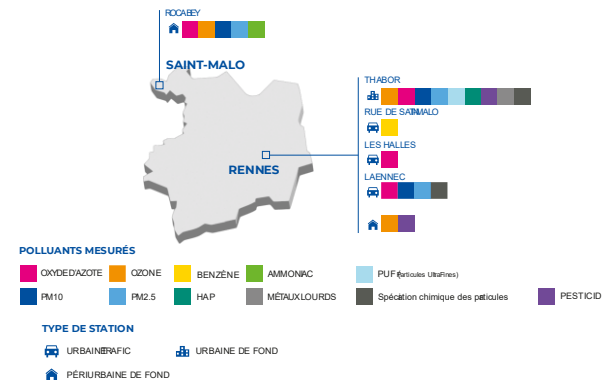 ROCABEY
SAINT-MALO
THABOR
RUE DE SAINT-MALO
LES HALLES
RENNES
LAENNEC
POLLUANTS MESURÉS
OXYDE D'AZOTE OZONE BENZÈNE AMMONIAC PUF (particules UltraFines)
PM10 PM2.5 HAP MÉTAUX LOURDS Spéciation chimique des particules PESTICID
TYPE DE STATION
URBAINE TRAFIC URBAINE DE FOND
PÉRIURBAINE DE FOND